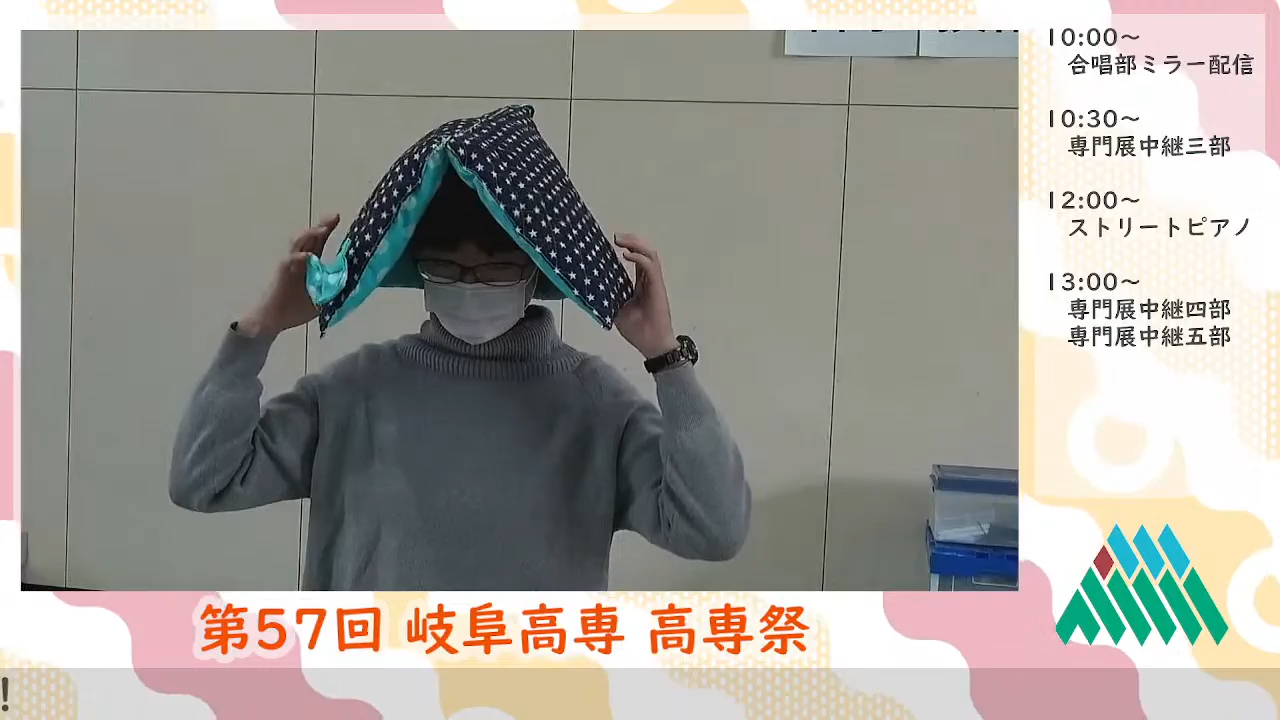 10:00～
合唱部ミラー配信
10:30～
専門展中継三部
12:00～
ストリートピアノ
13:00～
専門展中継四部
専門展中継五部
第57回 岐阜高専 高専祭
!